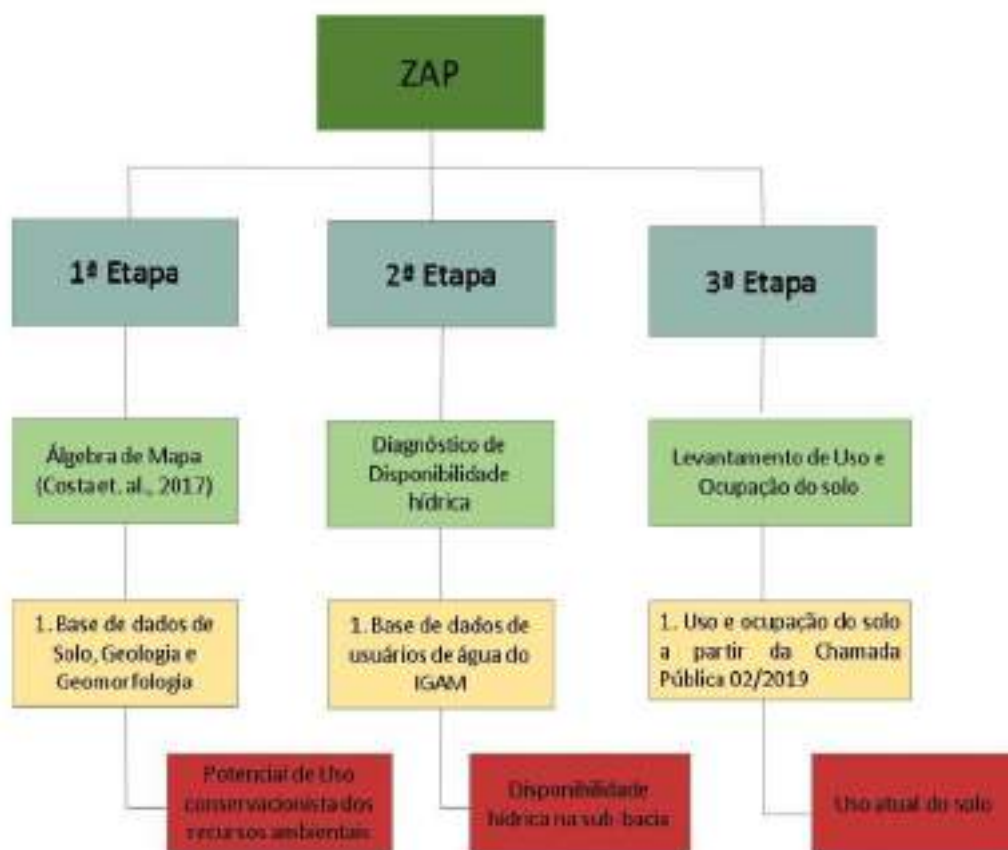 ZAP
1ª Etapa
2ª Etapa
3ª Etapa
Álgebra de Mapa
(Costa et. al., 2017)
Diagnóstico de
Disponibilidade
hídrica
Levantamento de Uso e
Ocupação do solo
1. Base de dados de
Solo, Geologia e
Geomorfologia
1. Base de dados de
usuários de água do
IGAM
1. Uso e ocupação do solo
a partir da Chamada
Pública 02/2019
Potencial de Uso
conservacionista dos
recursos ambientais
Disponibilidade
hídrica na sub-bacia
Uso atual do solo